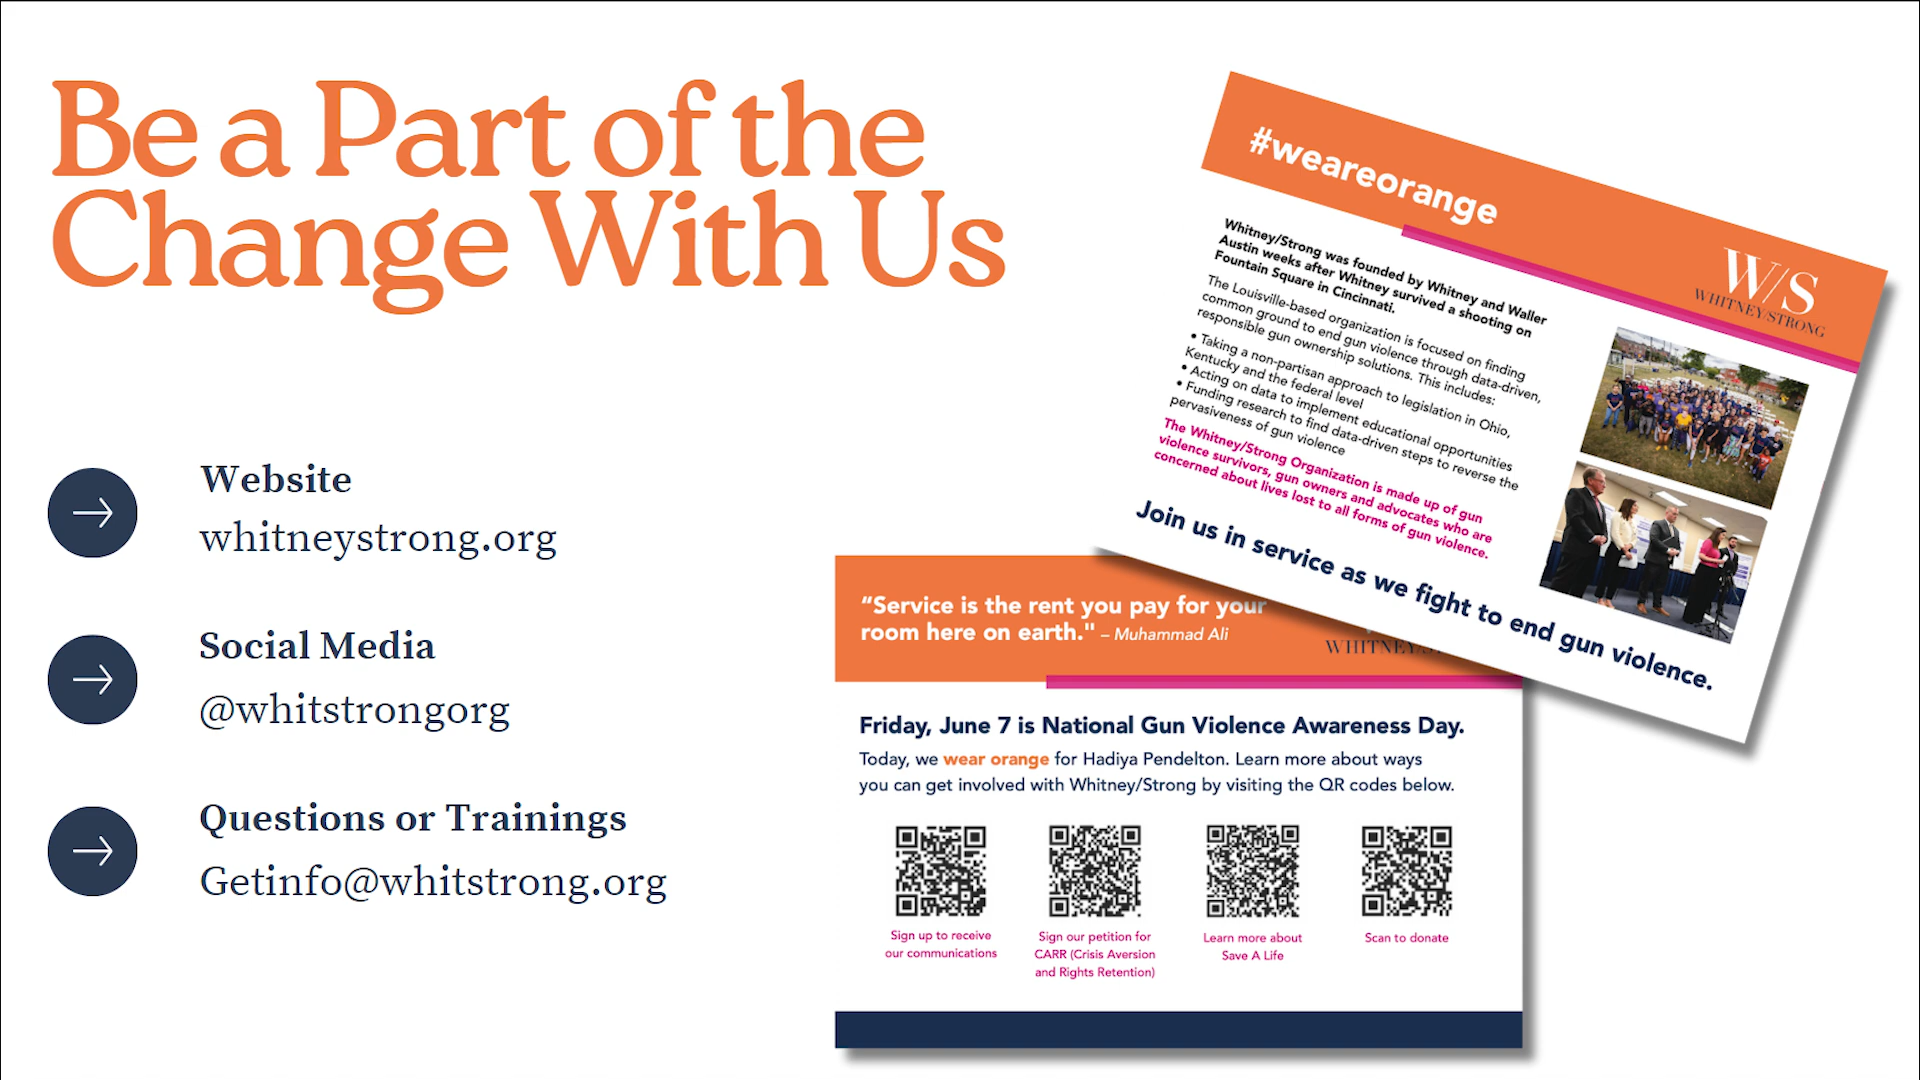 Be a Part of the
Change With Us
Website
whitneystrong.org
Social Media
@whitstrongorg
Questions or Trainings
Getinfo@whitstrong.org
#weareorange
W/S
WHITNEY/STRONG
Whitney/Strong was founded by Whitney and Waller
Austin weeks after Whitney survived a shooting on
Fountain Square in Cincinnati.
The Louisville-based organization is focused on finding
common ground to end gun violence through data-driven,
responsible gun ownership solutions. This includes:
• Taking a non-partisan approach to legislation in Ohio,
Kentucky and the federal level
• Acting on data to implement educational opportunities
• Funding research to find data-driven steps to reverse the
pervasiveness of gun violence
The Whitney/Strong Organization is made up of gun
violence survivors, gun owners and advocates who are
concerned about lives lost to all forms of gun violence.
Join us in service as we fight to end gun violence.
“Service is the rent you pay for your
room here on earth." – Muhammad Ali
WHITNEY/S
Friday, June 7 is National Gun Violence Awareness Day.
Today, we wear orange for Hadiya Pendelton. Learn more about ways
you can get involved with Whitney/Strong by visiting the QR codes below.
Sign up to receive
our communications
Sign our petition for
CARR (Crisis Aversion
and Rights Retention)
Learn more about
Save A Life
Scan to donate